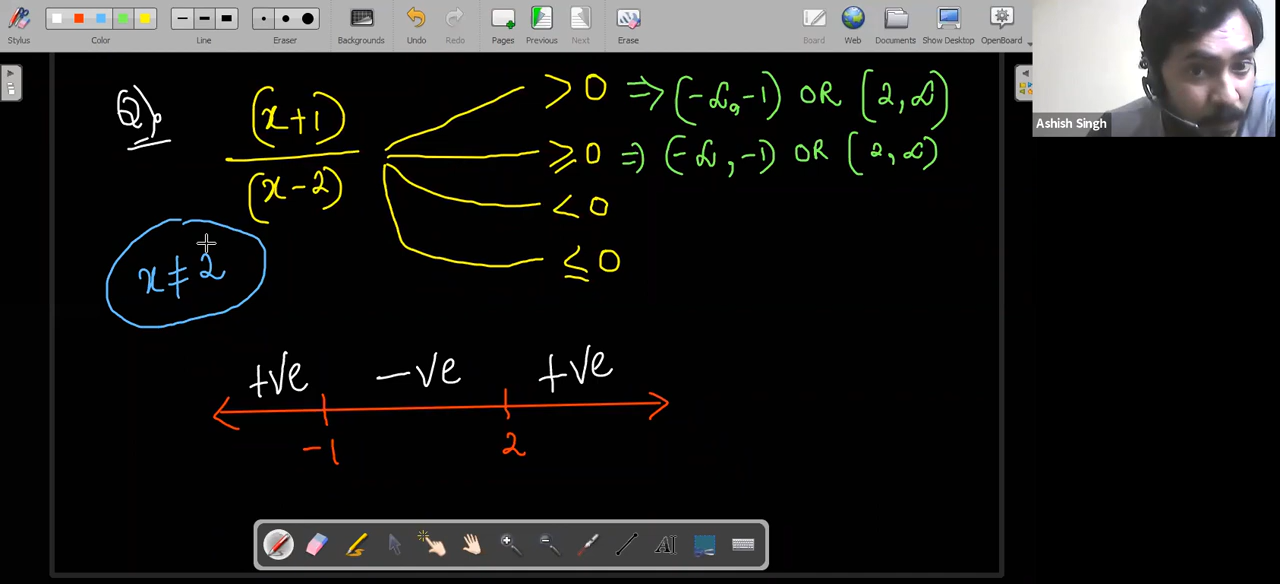 Stylus Color Line Eraser Backgrounds Undo Redo Pages Previous Next Erase Board Web Documents Show Desktop OpenBoard
Ashish Singh
Q). (x+1) / (x-2)
> 0 ⇒ (-∞, -1) OR (2, ∞)
≥ 0 ⇒ (-∞, -1) OR (2, ∞)
< 0
≤ 0
x ≠ 2
+ve -ve +ve
-1 2
AI